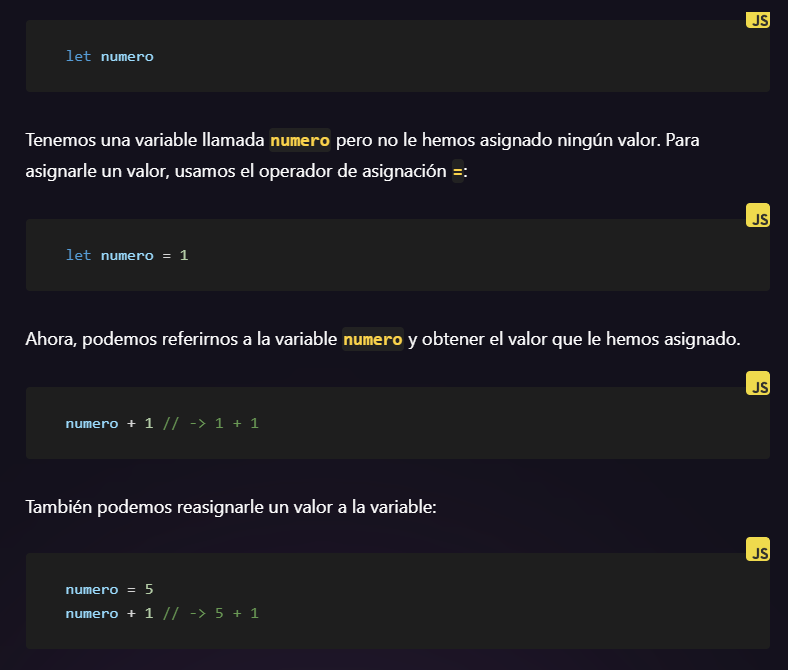 JS
let numero
Tenemos una variable llamada numero pero no le hemos asignado ningún valor. Para
asignarle un valor, usamos el operador de asignación =:
JS
let numero = 1
Ahora, podemos referirnos a la variable numero y obtener el valor que le hemos asignado.
JS
numero + 1 // -> 1 + 1
También podemos reasignarle un valor a la variable:
JS
numero = 5
numero + 1 // -> 5 + 1